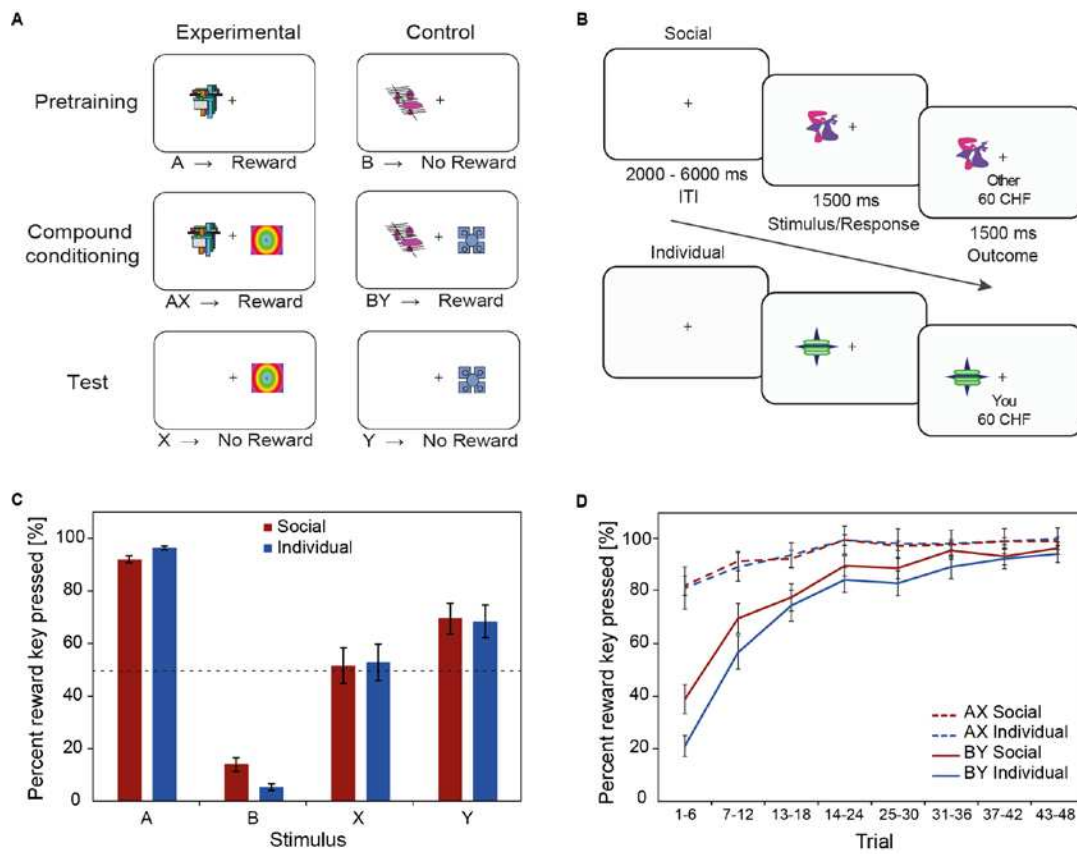 A
Experimental
Control
Pretraining
+
+
A → Reward
B → No Reward
Compound
conditioning
+
+
AX → Reward
BY → Reward
Test
+
+
X → No Reward
Y → No Reward
B
Social
+
2000 - 6000 ms
ITI
+
1500 ms
Stimulus/Response
+
Other
60 CHF
1500 ms
Outcome
Individual
+
+
+
You
60 CHF
C
Percent reward key pressed [%]
100
80
60
40
20
0
Social
Individual
A B X Y
Stimulus
D
Percent reward key pressed [%]
100
80
60
40
20
0
AX Social
AX Individual
BY Social
BY Individual
1-6 7-12 13-18 14-24 25-30 31-36 37-42 43-48
Trial